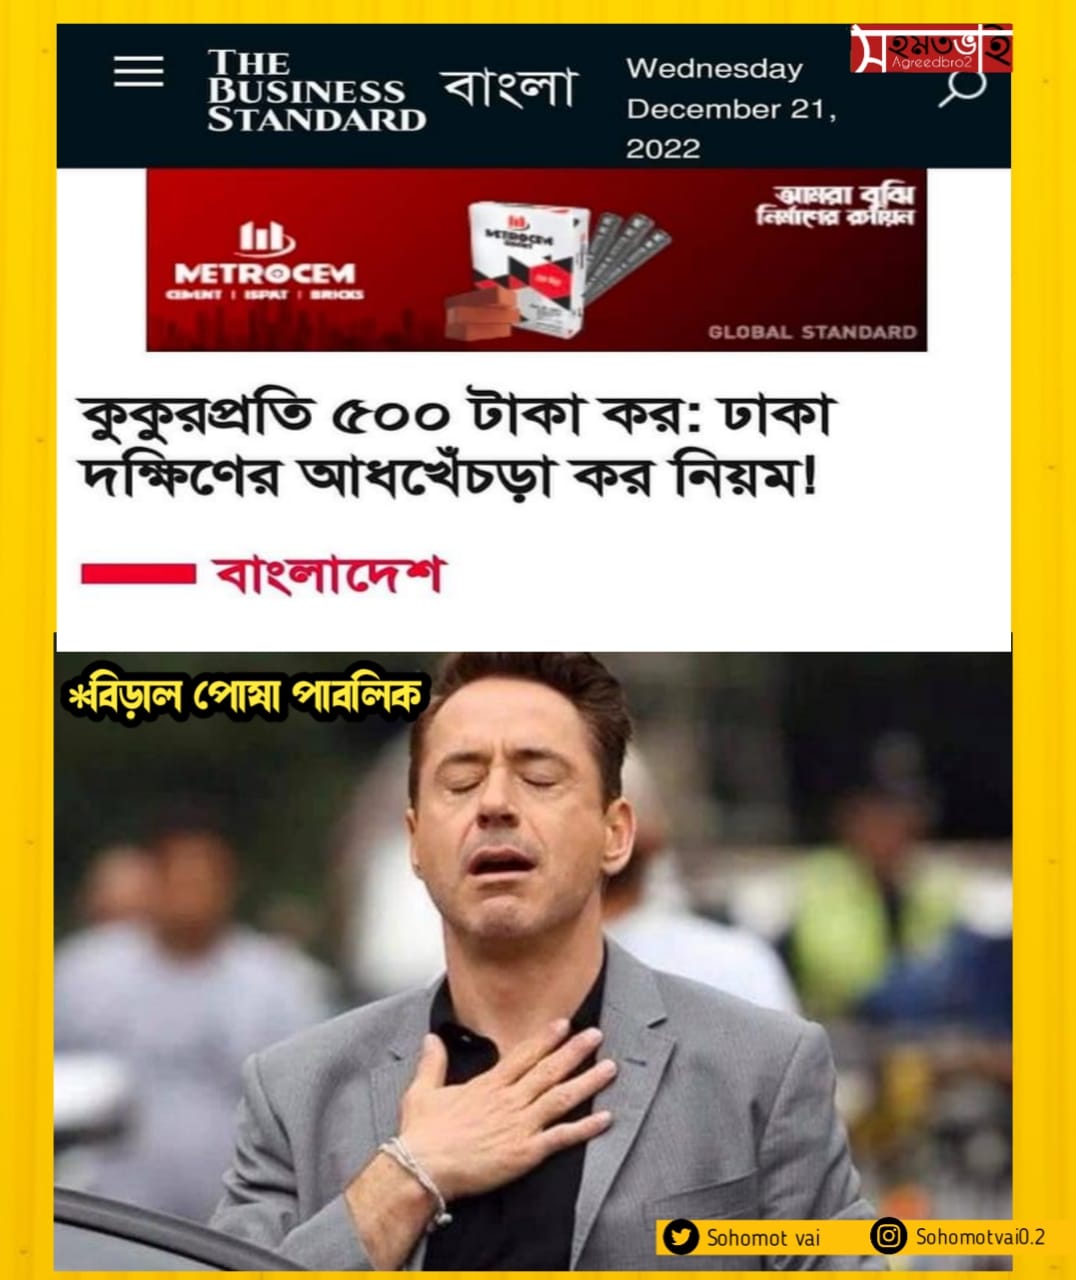 THE
BUSINESS
STANDARD
বাংলা
Wednesday
December 21,
2022
সহমতভাই
Agreedbro2
METROCEM
CEMENT | ISPAT | BRICKS
METROCEM
আমরা বুঝি
নির্মাণের রসায়ন
GLOBAL STANDARD
কুকুরপ্রতি ৫০০ টাকা কর: ঢাকা
দক্ষিণের আধখেঁচড়া কর নিয়ম!
বাংলাদেশ
*বিড়াল পোষা পাবলিক
Sohomot vai
Sohomotvai0.2